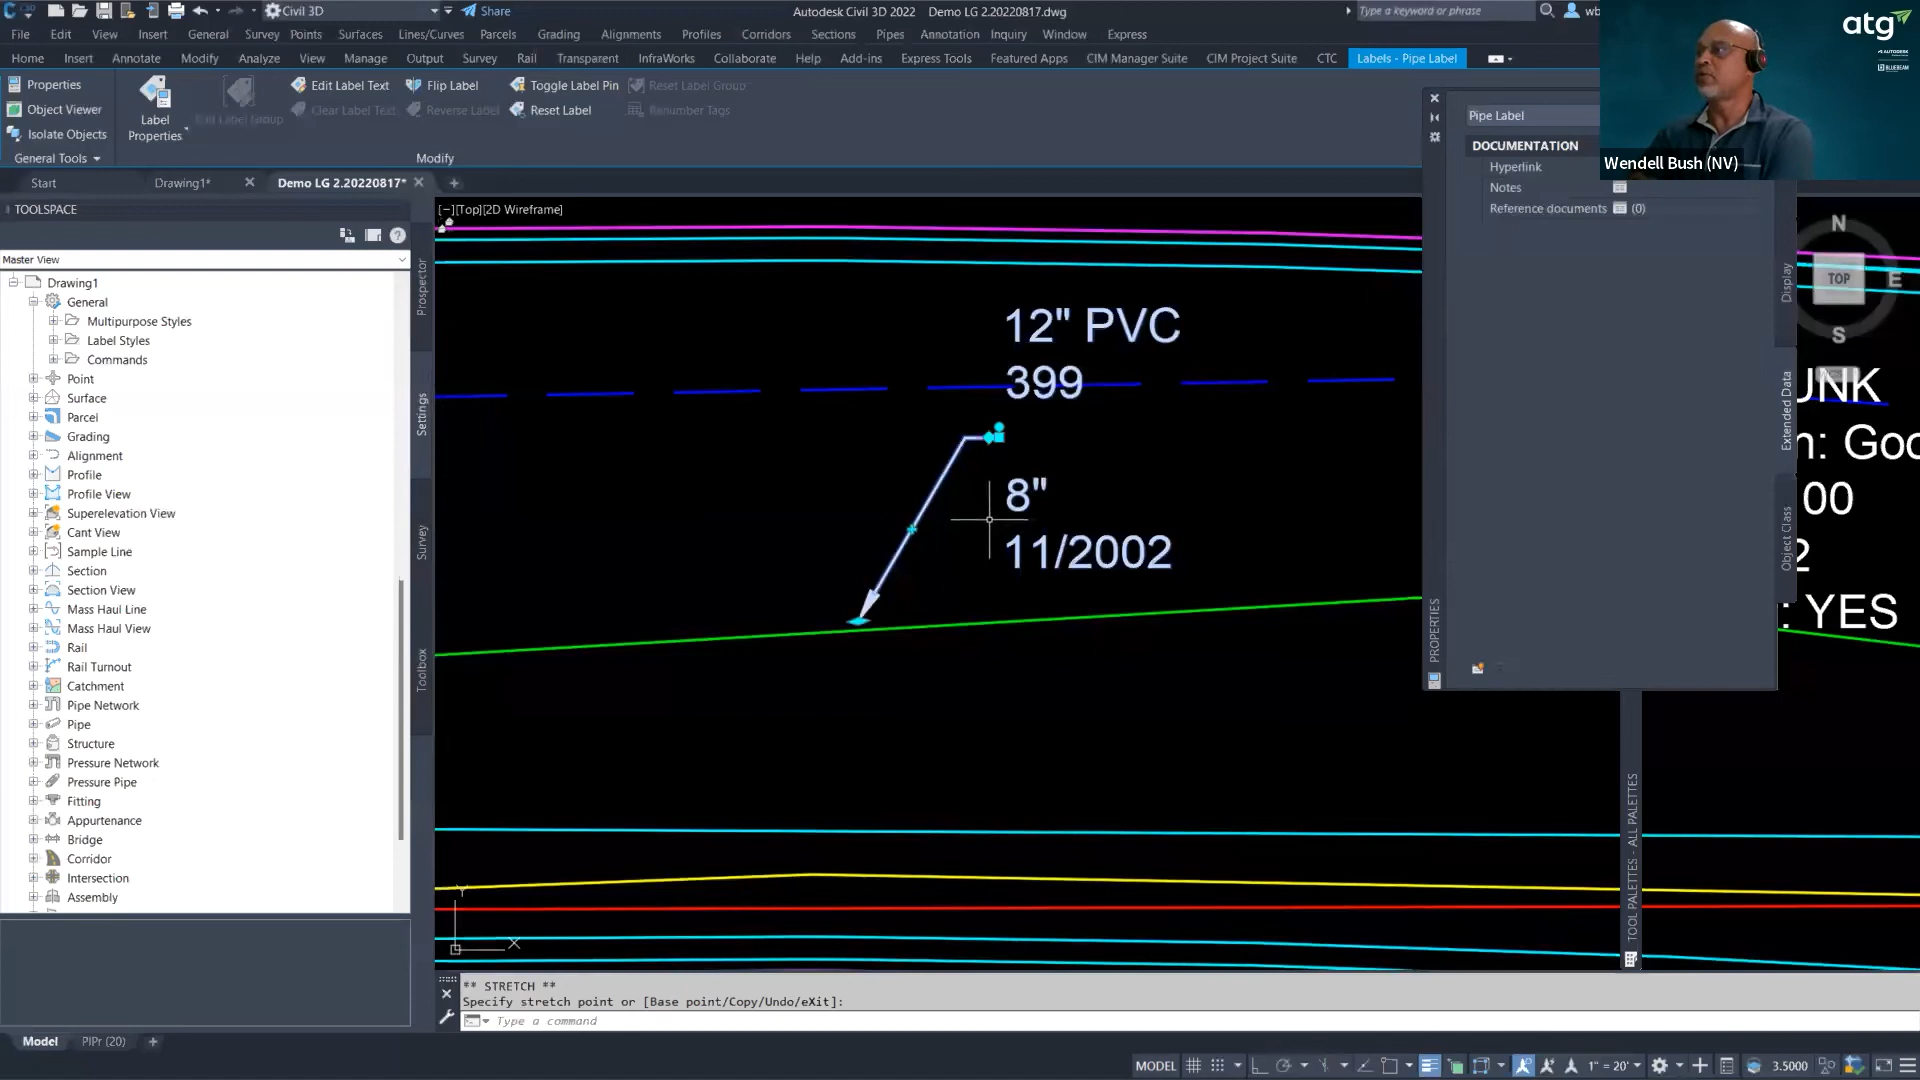 Civil 3D
Share
Autodesk Civil 3D 2022 Demo LG 2.20220817.dwg
Type a keyword or phrase
wb
File Edit View Insert General Survey Points Surfaces Lines/Curves Parcels Grading Alignments Profiles Corridors Sections Pipes Annotation Inquiry Window Express
Home Insert Annotate Modify Analyze View Manage Output Survey Rail Transparent InfraWorks Collaborate Help Add-ins Express Tools Featured Apps CIM Manager Suite CIM Project Suite CTC Labels - Pipe Label
Properties
Object Viewer
Isolate Objects
General Tools
Label
Properties
Edit Label Group
Edit Label Text
Clear Label Text
Flip Label
Reverse Label
Toggle Label Pin
Reset Label
Reset Label Group
Renumber Tags
Modify
atg
AUTODESK
BLUEBEAM
Wendell Bush (NV)
Start Drawing1* Demo LG 2.20220817*
TOOLSPACE
Master View
Drawing1
General
Multipurpose Styles
Label Styles
Commands
Point
Surface
Parcel
Grading
Alignment
Profile
Profile View
Superelevation View
Cant View
Sample Line
Section
Section View
Mass Haul Line
Mass Haul View
Rail
Rail Turnout
Catchment
Pipe Network
Pipe
Structure
Pressure Network
Pressure Pipe
Fitting
Appurtenance
Bridge
Corridor
Intersection
Assembly
Prospector
Settings
Survey
Toolbox
[−][Top][2D Wireframe]
12" PVC
399
8"
11/2002
Y
X
Pipe Label
DOCUMENTATION
Hyperlink
Notes
Reference documents (0)
PROPERTIES
Display
Extended Data
Object Class
N
TOP
E
S
UNK
n: Goo
00
2
: YES
TOOL PALETTES - ALL PALETTES
** STRETCH **
Specify stretch point or [Base point/Copy/Undo/eXit]:
Type a command
Model PIPr (20)
MODEL
1" = 20'
3.5000